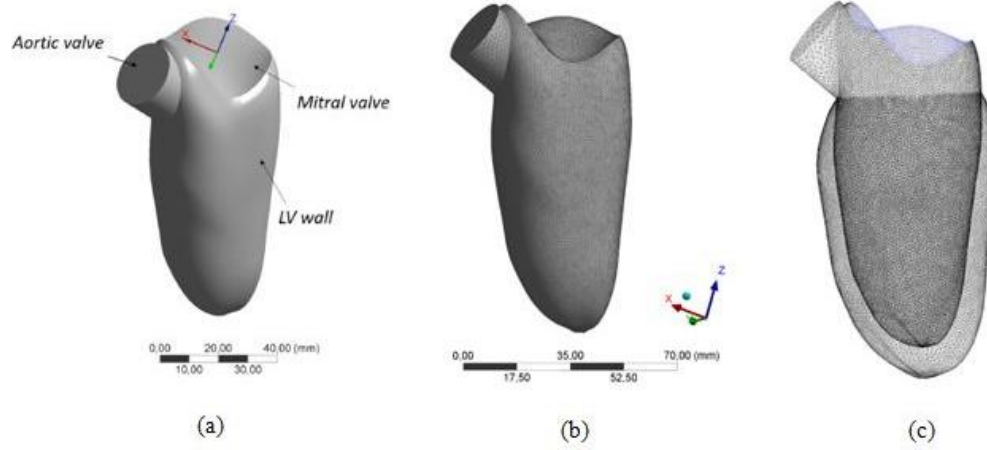 Aortic valve
Z
X
Mitral valve
LV wall
0,00 20,00 40,00 (mm)
10,00 30,00
(a)
Z
X
0,00 35,00 70,00 (mm)
17,50 52,50
(b)
(c)